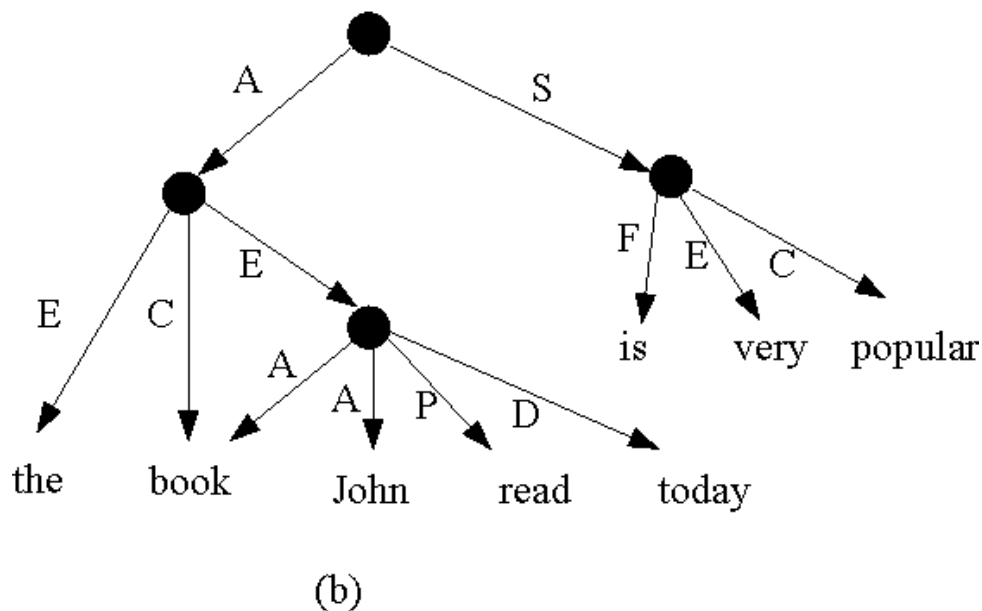 A S
E C E F E C
A A P D
is very popular
the book John read today
(b)